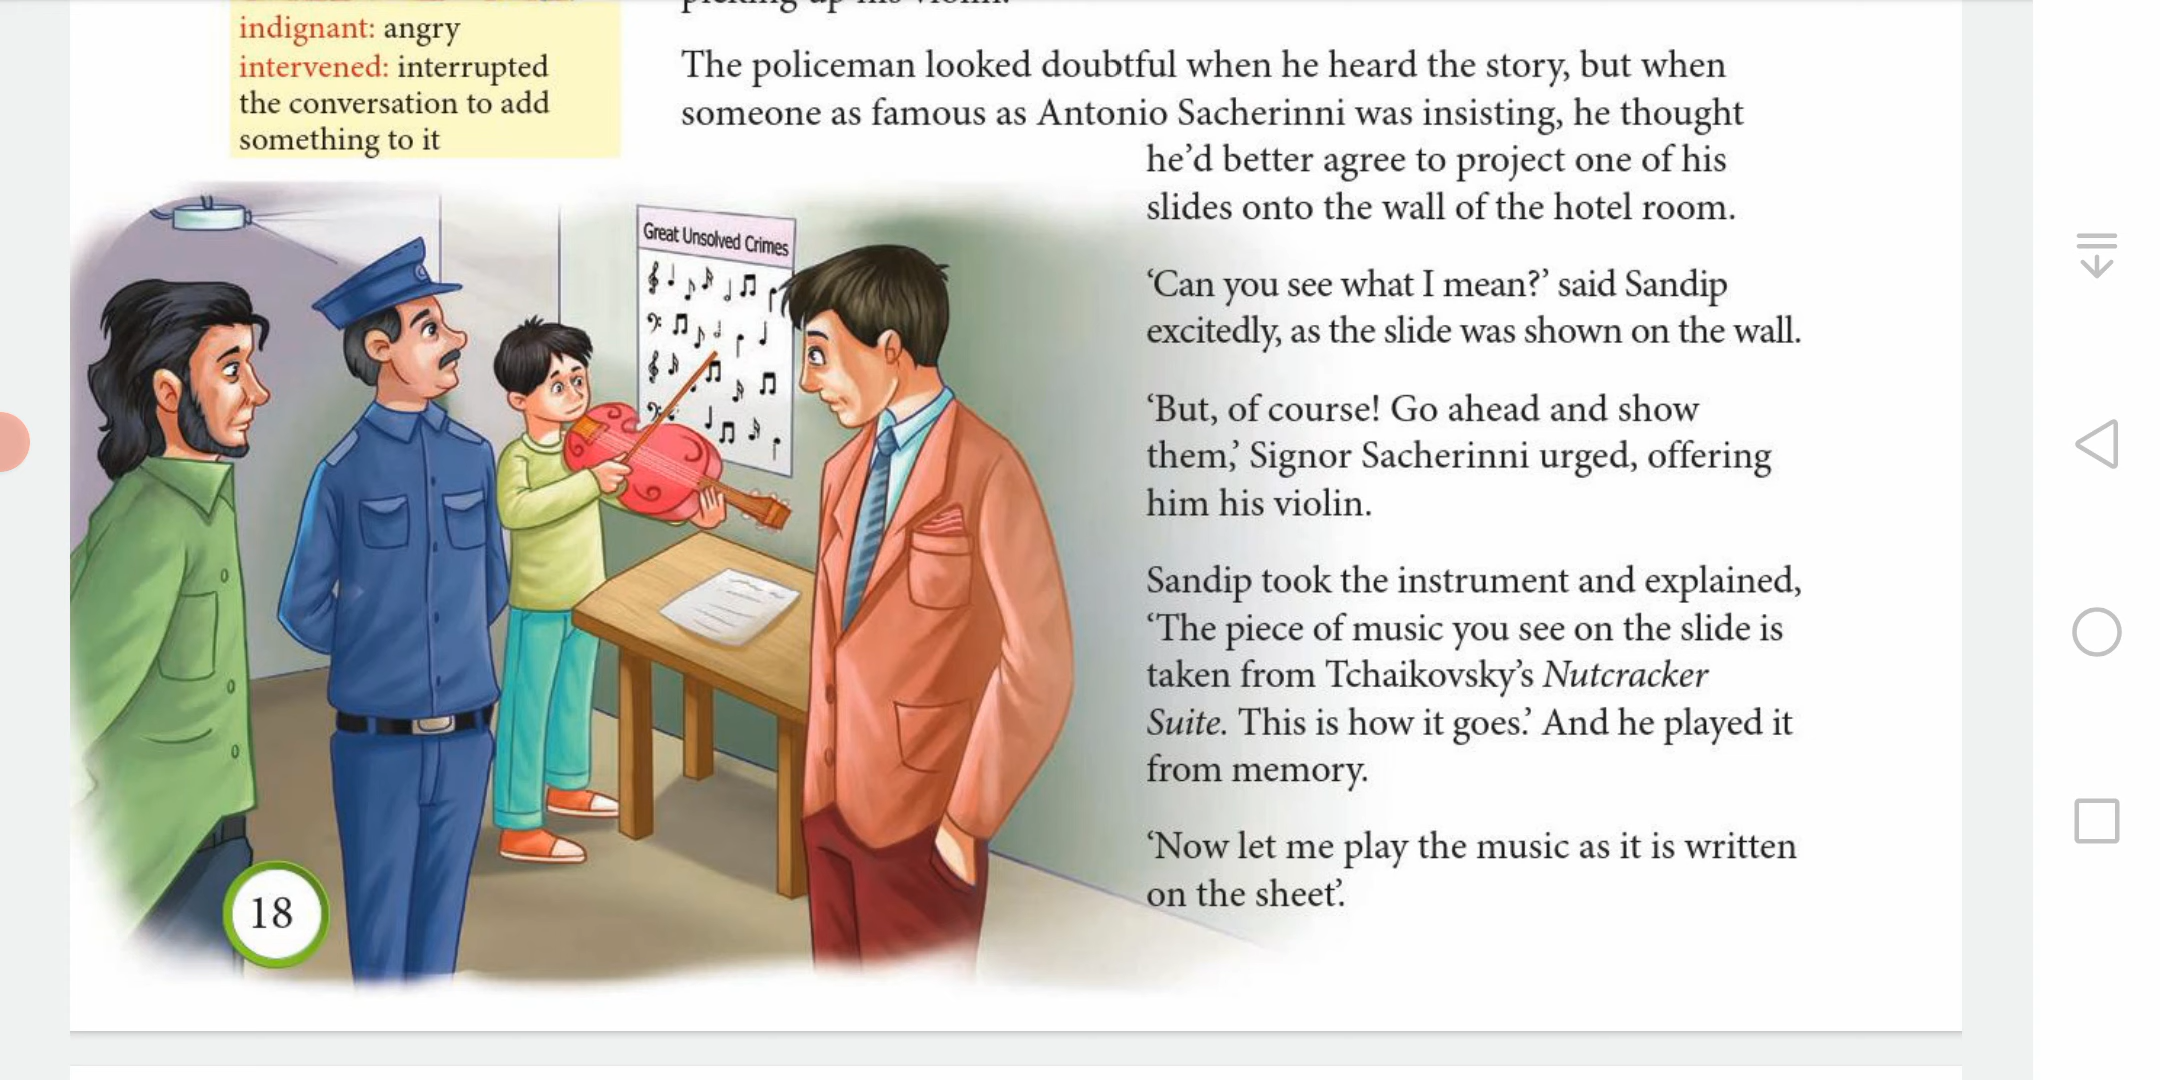 picking up his violin.
indignant: angry
intervened: interrupted
the conversation to add
something to it
The policeman looked doubtful when he heard the story, but when
someone as famous as Antonio Sacherinni was insisting, he thought
he’d better agree to project one of his
slides onto the wall of the hotel room.
‘Can you see what I mean?’ said Sandip
excitedly, as the slide was shown on the wall.
‘But, of course! Go ahead and show
them,’ Signor Sacherinni urged, offering
him his violin.
Sandip took the instrument and explained,
‘The piece of music you see on the slide is
taken from Tchaikovsky’s Nutcracker
Suite. This is how it goes.’ And he played it
from memory.
‘Now let me play the music as it is written
on the sheet’.
Great Unsolved Crimes
18